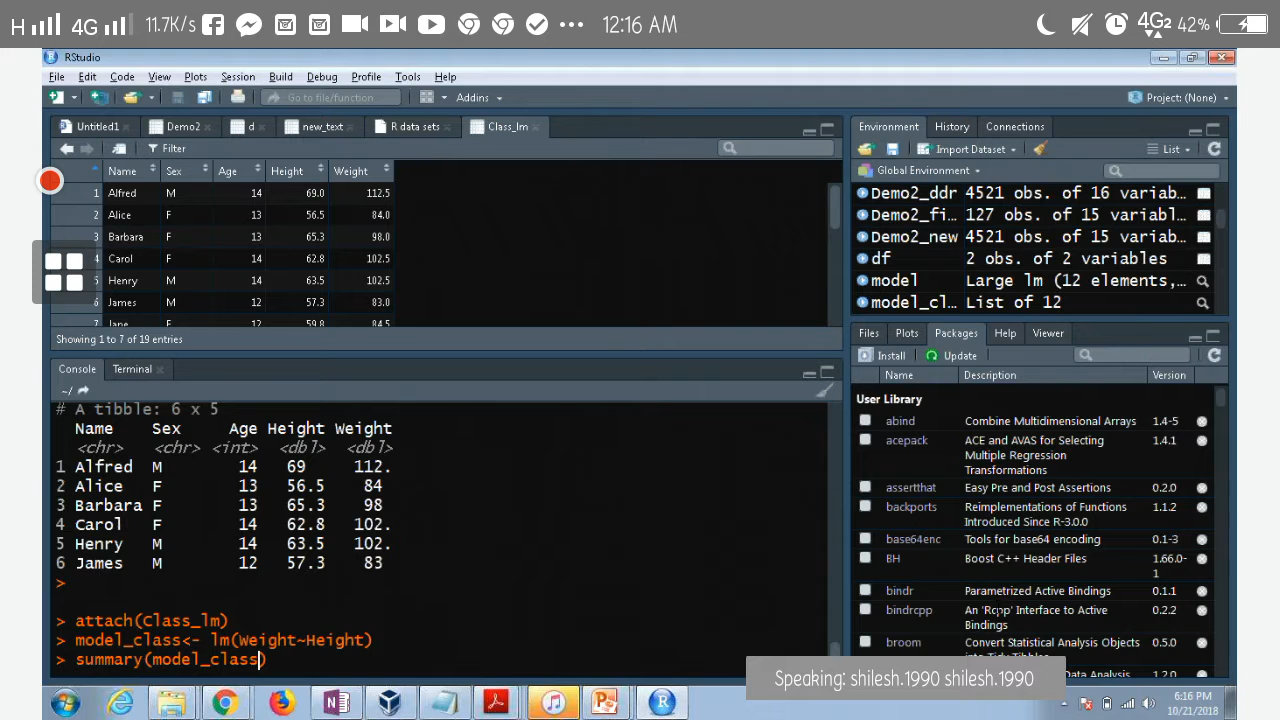 H 4G 11.7K/s 12:16 AM 4G2 42%
RStudio
File Edit Code View Plots Session Build Debug Profile Tools Help
Go to file/function Addins Project: (None)
Untitled1 Demo2 d new_text R data sets Class_lm
Filter
Name Sex Age Height Weight
1 Alfred M 14 69.0 112.5
2 Alice F 13 56.5 84.0
3 Barbara F 13 65.3 98.0
4 Carol F 14 62.8 102.5
5 Henry M 14 63.5 102.5
6 James M 12 57.3 83.0
7 Jane F 12 59.8 84.5
Showing 1 to 7 of 19 entries
Console Terminal
~/
# A tibble: 6 x 5
Name Sex Age Height Weight
<chr> <chr> <int> <dbl> <dbl>
1 Alfred M 14 69 112.
2 Alice F 13 56.5 84
3 Barbara F 13 65.3 98
4 Carol F 14 62.8 102.
5 Henry M 14 63.5 102.
6 James M 12 57.3 83
>
> attach(Class_lm)
> model_class<- lm(Weight~Height)
> summary(model_class)
Environment History Connections
Import Dataset List
Global Environment
Demo2_ddr 4521 obs. of 16 variab...
Demo2_fi... 127 obs. of 15 variabl...
Demo2_new 4521 obs. of 15 variab...
df 2 obs. of 2 variables
model Large lm (12 elements,...
model_cl... List of 12
Files Plots Packages Help Viewer
Install Update
Name Description Version
User Library
abind Combine Multidimensional Arrays 1.4-5
acepack ACE and AVAS for Selecting 1.4.1
Multiple Regression
Transformations
assertthat Easy Pre and Post Assertions 0.2.0
backports Reimplementations of Functions 1.1.2
Introduced Since R-3.0.0
base64enc Tools for base64 encoding 0.1-3
BH Boost C++ Header Files 1.66.0-
1
bindr Parametrized Active Bindings 0.1.1
bindrcpp An 'Rcpp' Interface to Active 0.2.2
Bindings
broom Convert Statistical Analysis Objects 0.5.0
Data Analysis 1.2.0
Speaking: shilesh.1990 shilesh.1990
6:16 PM
10/21/2018